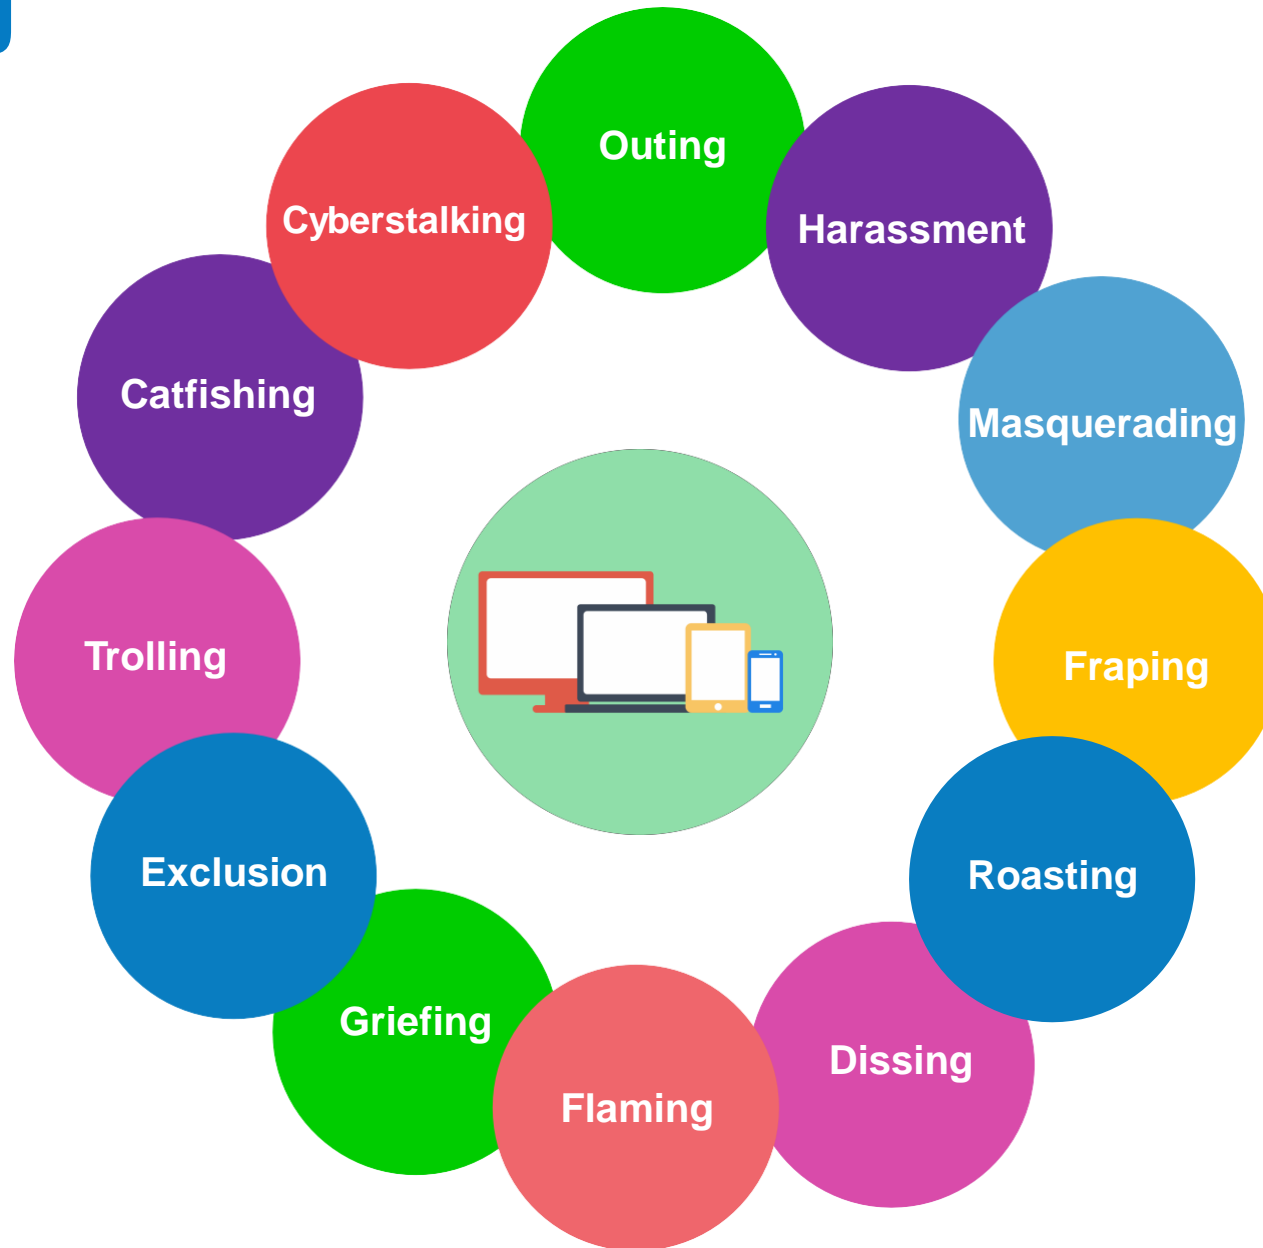 Outing
Harassment
Masquerading
Fraping
Roasting
Dissing
Flaming
Griefing
Exclusion
Trolling
Catfishing
Cyberstalking